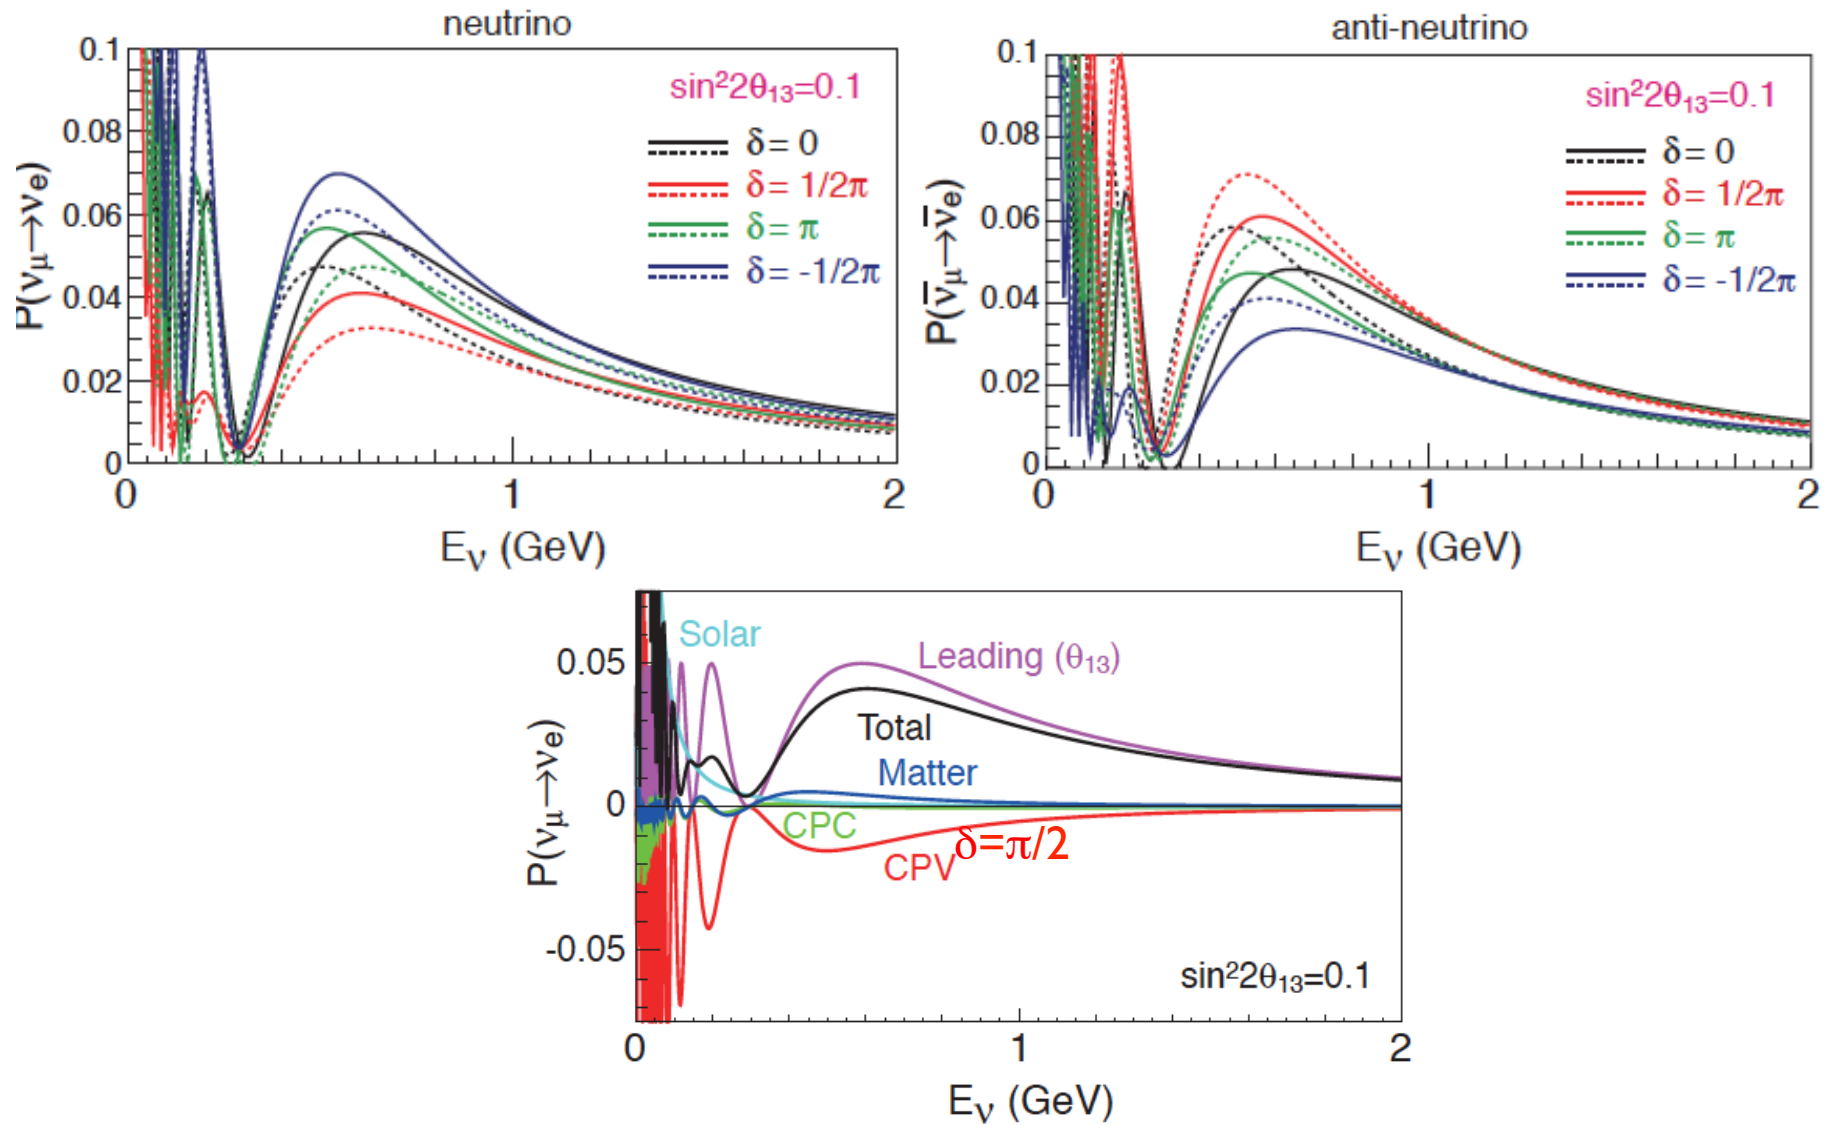 neutrino
0.1
0.08
0.06
0.04
0.02
0
P(νμ→νe)
sin²2θ₁₃=0.1
δ= 0
δ= 1/2π
δ= π
δ= -1/2π
0 1 2
Eν (GeV)
anti-neutrino
0.1
0.08
0.06
0.04
0.02
0
P(ν̅μ→ν̅e)
sin²2θ₁₃=0.1
δ= 0
δ= 1/2π
δ= π
δ= -1/2π
0 1 2
Eν (GeV)
0.05
0
-0.05
P(νμ→νe)
Solar
Leading (θ₁₃)
Total
Matter
CPC
δ=π/2
CPV
sin²2θ₁₃=0.1
0 1 2
Eν (GeV)